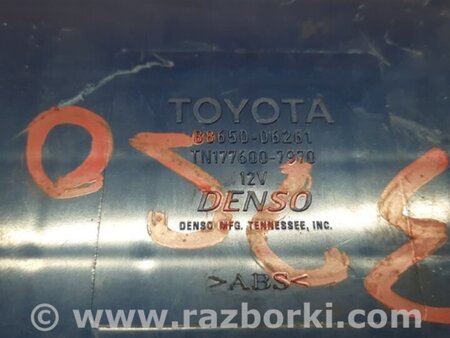 TOYOTA
88650-06261
TN177600-7970
12V
DENSO
DENSO MFG. TENNESSEE, INC.
>ABS<
© www.razborki.com